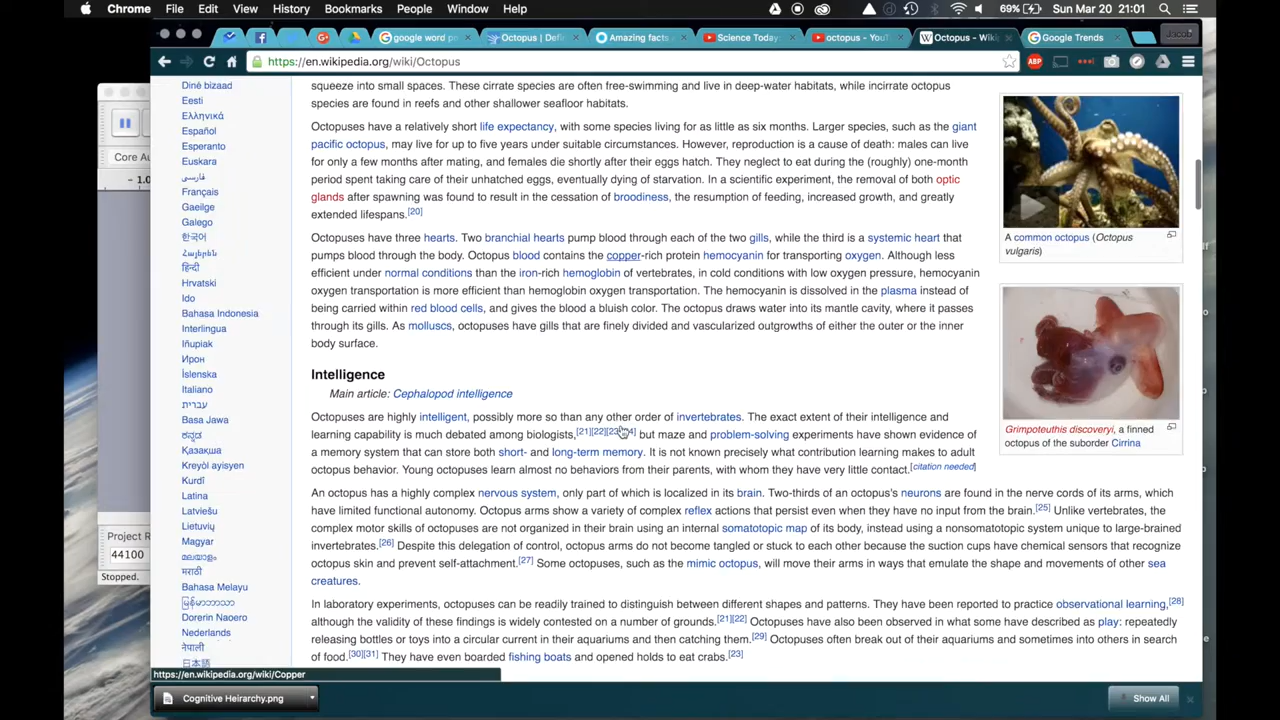 Chrome File Edit View History Bookmarks People Window Help 69% Sun Mar 20 21:01
google word po Octopus | Defi Amazing facts Science Today: octopus - YouT W Octopus - Wiki Google Trends Jacob
https://en.wikipedia.org/wiki/Octopus ABP
Core Au
- 1.0
Project R
44100
Stopped.
Diné bizaad
Eesti
Ελληνικά
Español
Esperanto
Euskara
فارسی
Français
Gaeilge
Galego
한국어
Հայերեն
हिन्दी
Hrvatski
Ido
Bahasa Indonesia
Interlingua
Iñupiak
Ирон
Íslenska
Italiano
עברית
Basa Jawa
Қазақша
Kreyòl ayisyen
Kurdî
Latina
Latviešu
Lietuvių
Magyar
मराठी
Bahasa Melayu
Dorerin Naoero
Nederlands
नेपाली
日本語
squeeze into small spaces. These cirrate species are often free-swimming and live in deep-water habitats, while incirrate octopus
species are found in reefs and other shallower seafloor habitats.
Octopuses have a relatively short life expectancy, with some species living for as little as six months. Larger species, such as the giant
pacific octopus, may live for up to five years under suitable circumstances. However, reproduction is a cause of death: males can live
for only a few months after mating, and females die shortly after their eggs hatch. They neglect to eat during the (roughly) one-month
period spent taking care of their unhatched eggs, eventually dying of starvation. In a scientific experiment, the removal of both optic
glands after spawning was found to result in the cessation of broodiness, the resumption of feeding, increased growth, and greatly
extended lifespans.[20]
Octopuses have three hearts. Two branchial hearts pump blood through each of the two gills, while the third is a systemic heart that
pumps blood through the body. Octopus blood contains the copper-rich protein hemocyanin for transporting oxygen. Although less
efficient under normal conditions than the iron-rich hemoglobin of vertebrates, in cold conditions with low oxygen pressure, hemocyanin
oxygen transportation is more efficient than hemoglobin oxygen transportation. The hemocyanin is dissolved in the plasma instead of
being carried within red blood cells, and gives the blood a bluish color. The octopus draws water into its mantle cavity, where it passes
through its gills. As molluscs, octopuses have gills that are finely divided and vascularized outgrowths of either the outer or the inner
body surface.
Intelligence
Main article: Cephalopod intelligence
Octopuses are highly intelligent, possibly more so than any other order of invertebrates. The exact extent of their intelligence and
learning capability is much debated among biologists,[21][22][23 4] but maze and problem-solving experiments have shown evidence of
a memory system that can store both short- and long-term memory. It is not known precisely what contribution learning makes to adult
octopus behavior. Young octopuses learn almost no behaviors from their parents, with whom they have very little contact.[citation needed]
An octopus has a highly complex nervous system, only part of which is localized in its brain. Two-thirds of an octopus's neurons are found in the nerve cords of its arms, which
have limited functional autonomy. Octopus arms show a variety of complex reflex actions that persist even when they have no input from the brain.[25] Unlike vertebrates, the
complex motor skills of octopuses are not organized in their brain using an internal somatotopic map of its body, instead using a nonsomatotopic system unique to large-brained
invertebrates.[26] Despite this delegation of control, octopus arms do not become tangled or stuck to each other because the suction cups have chemical sensors that recognize
octopus skin and prevent self-attachment.[27] Some octopuses, such as the mimic octopus, will move their arms in ways that emulate the shape and movements of other sea
creatures.
In laboratory experiments, octopuses can be readily trained to distinguish between different shapes and patterns. They have been reported to practice observational learning,[28]
although the validity of these findings is widely contested on a number of grounds.[21][22] Octopuses have also been observed in what some have described as play: repeatedly
releasing bottles or toys into a circular current in their aquariums and then catching them.[29] Octopuses often break out of their aquariums and sometimes into others in search
of food.[30][31] They have even boarded fishing boats and opened holds to eat crabs.[23]
A common octopus (Octopus
vulgaris)
Grimpoteuthis discoveryi, a finned
octopus of the suborder Cirrina
https://en.wikipedia.org/wiki/Copper
Cognitive Heirarchy.png Show All